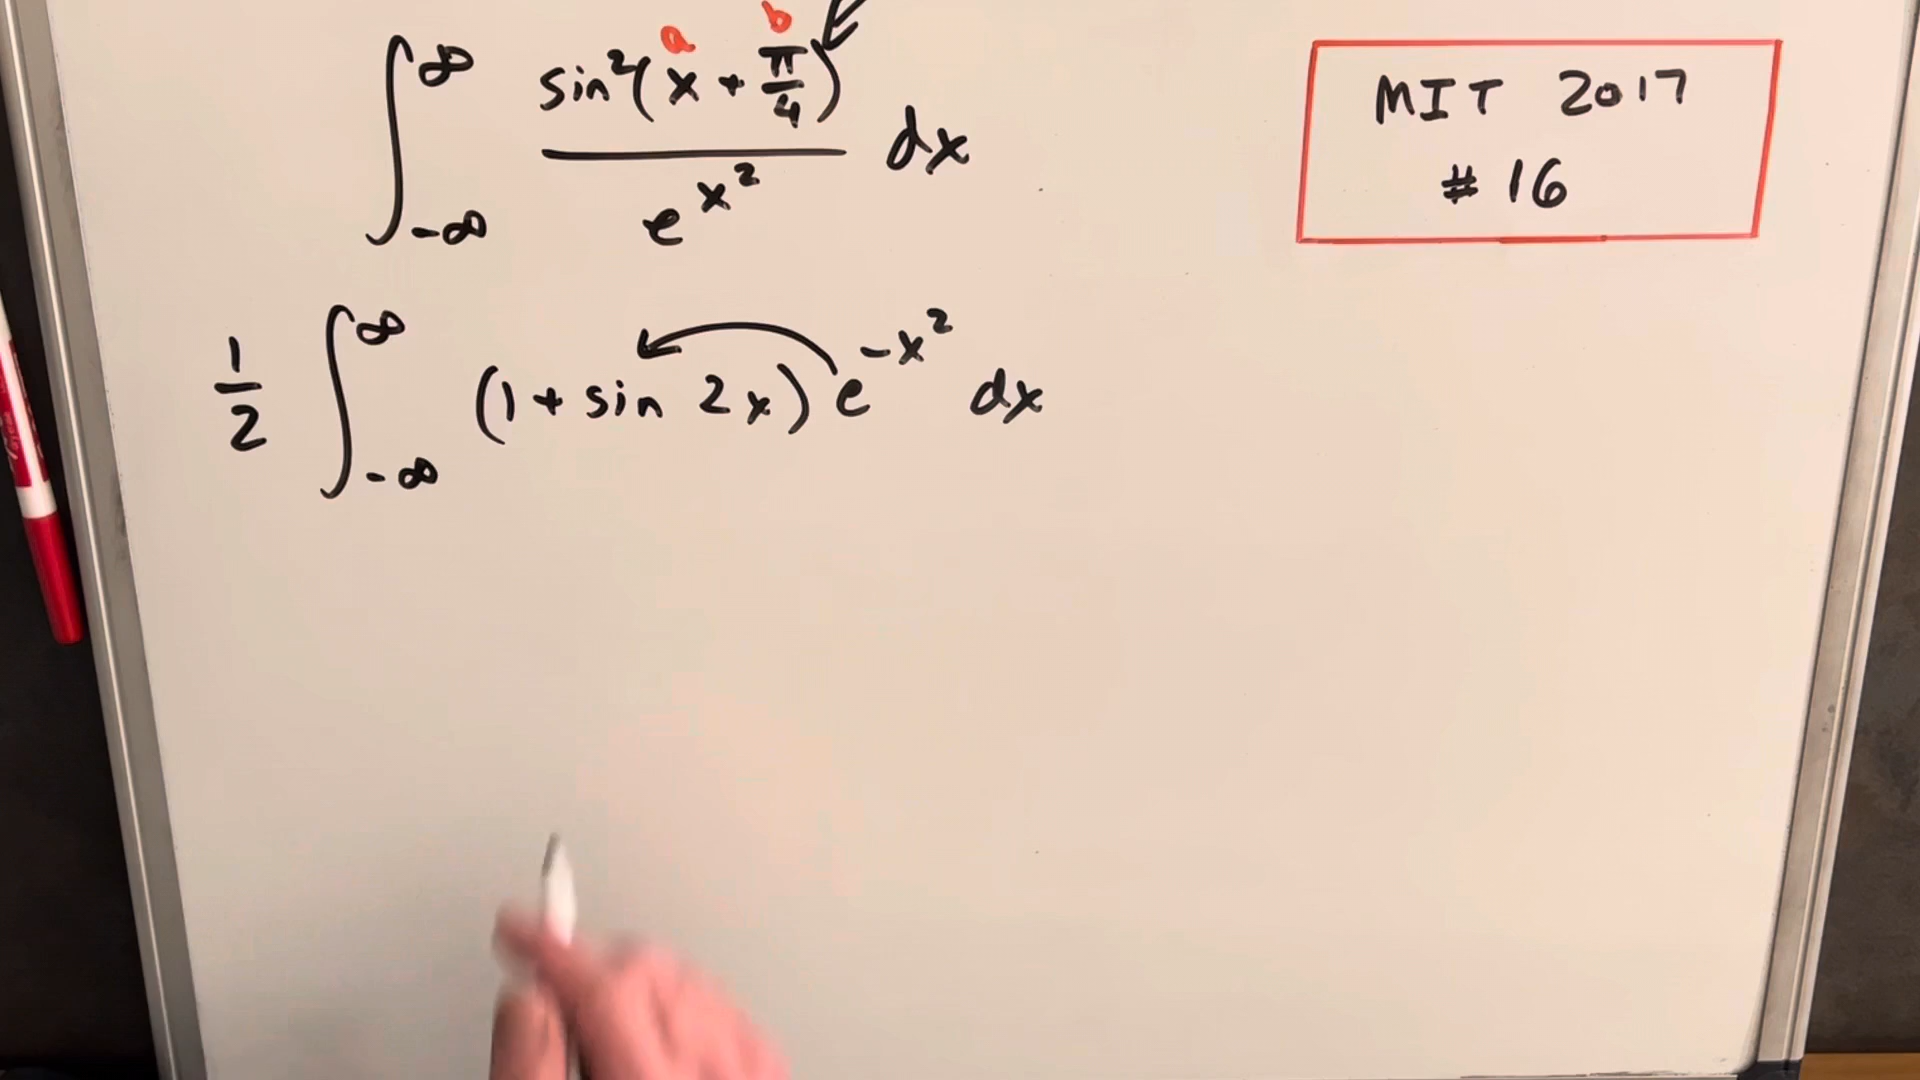 ∫_{-∞}^{∞} sin²(x + π/4) / e^{x²} dx
a b
MIT 2017
# 16
1/2 ∫_{-∞}^{∞} (1 + sin 2x) e^{-x²} dx